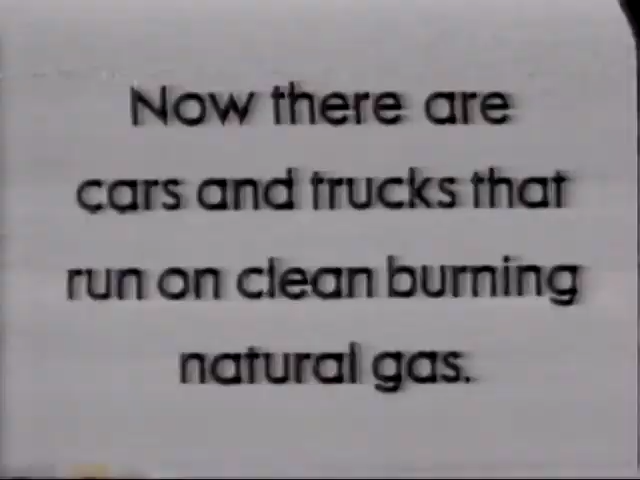 Now there are
cars and trucks that
run on clean burning
natural gas.